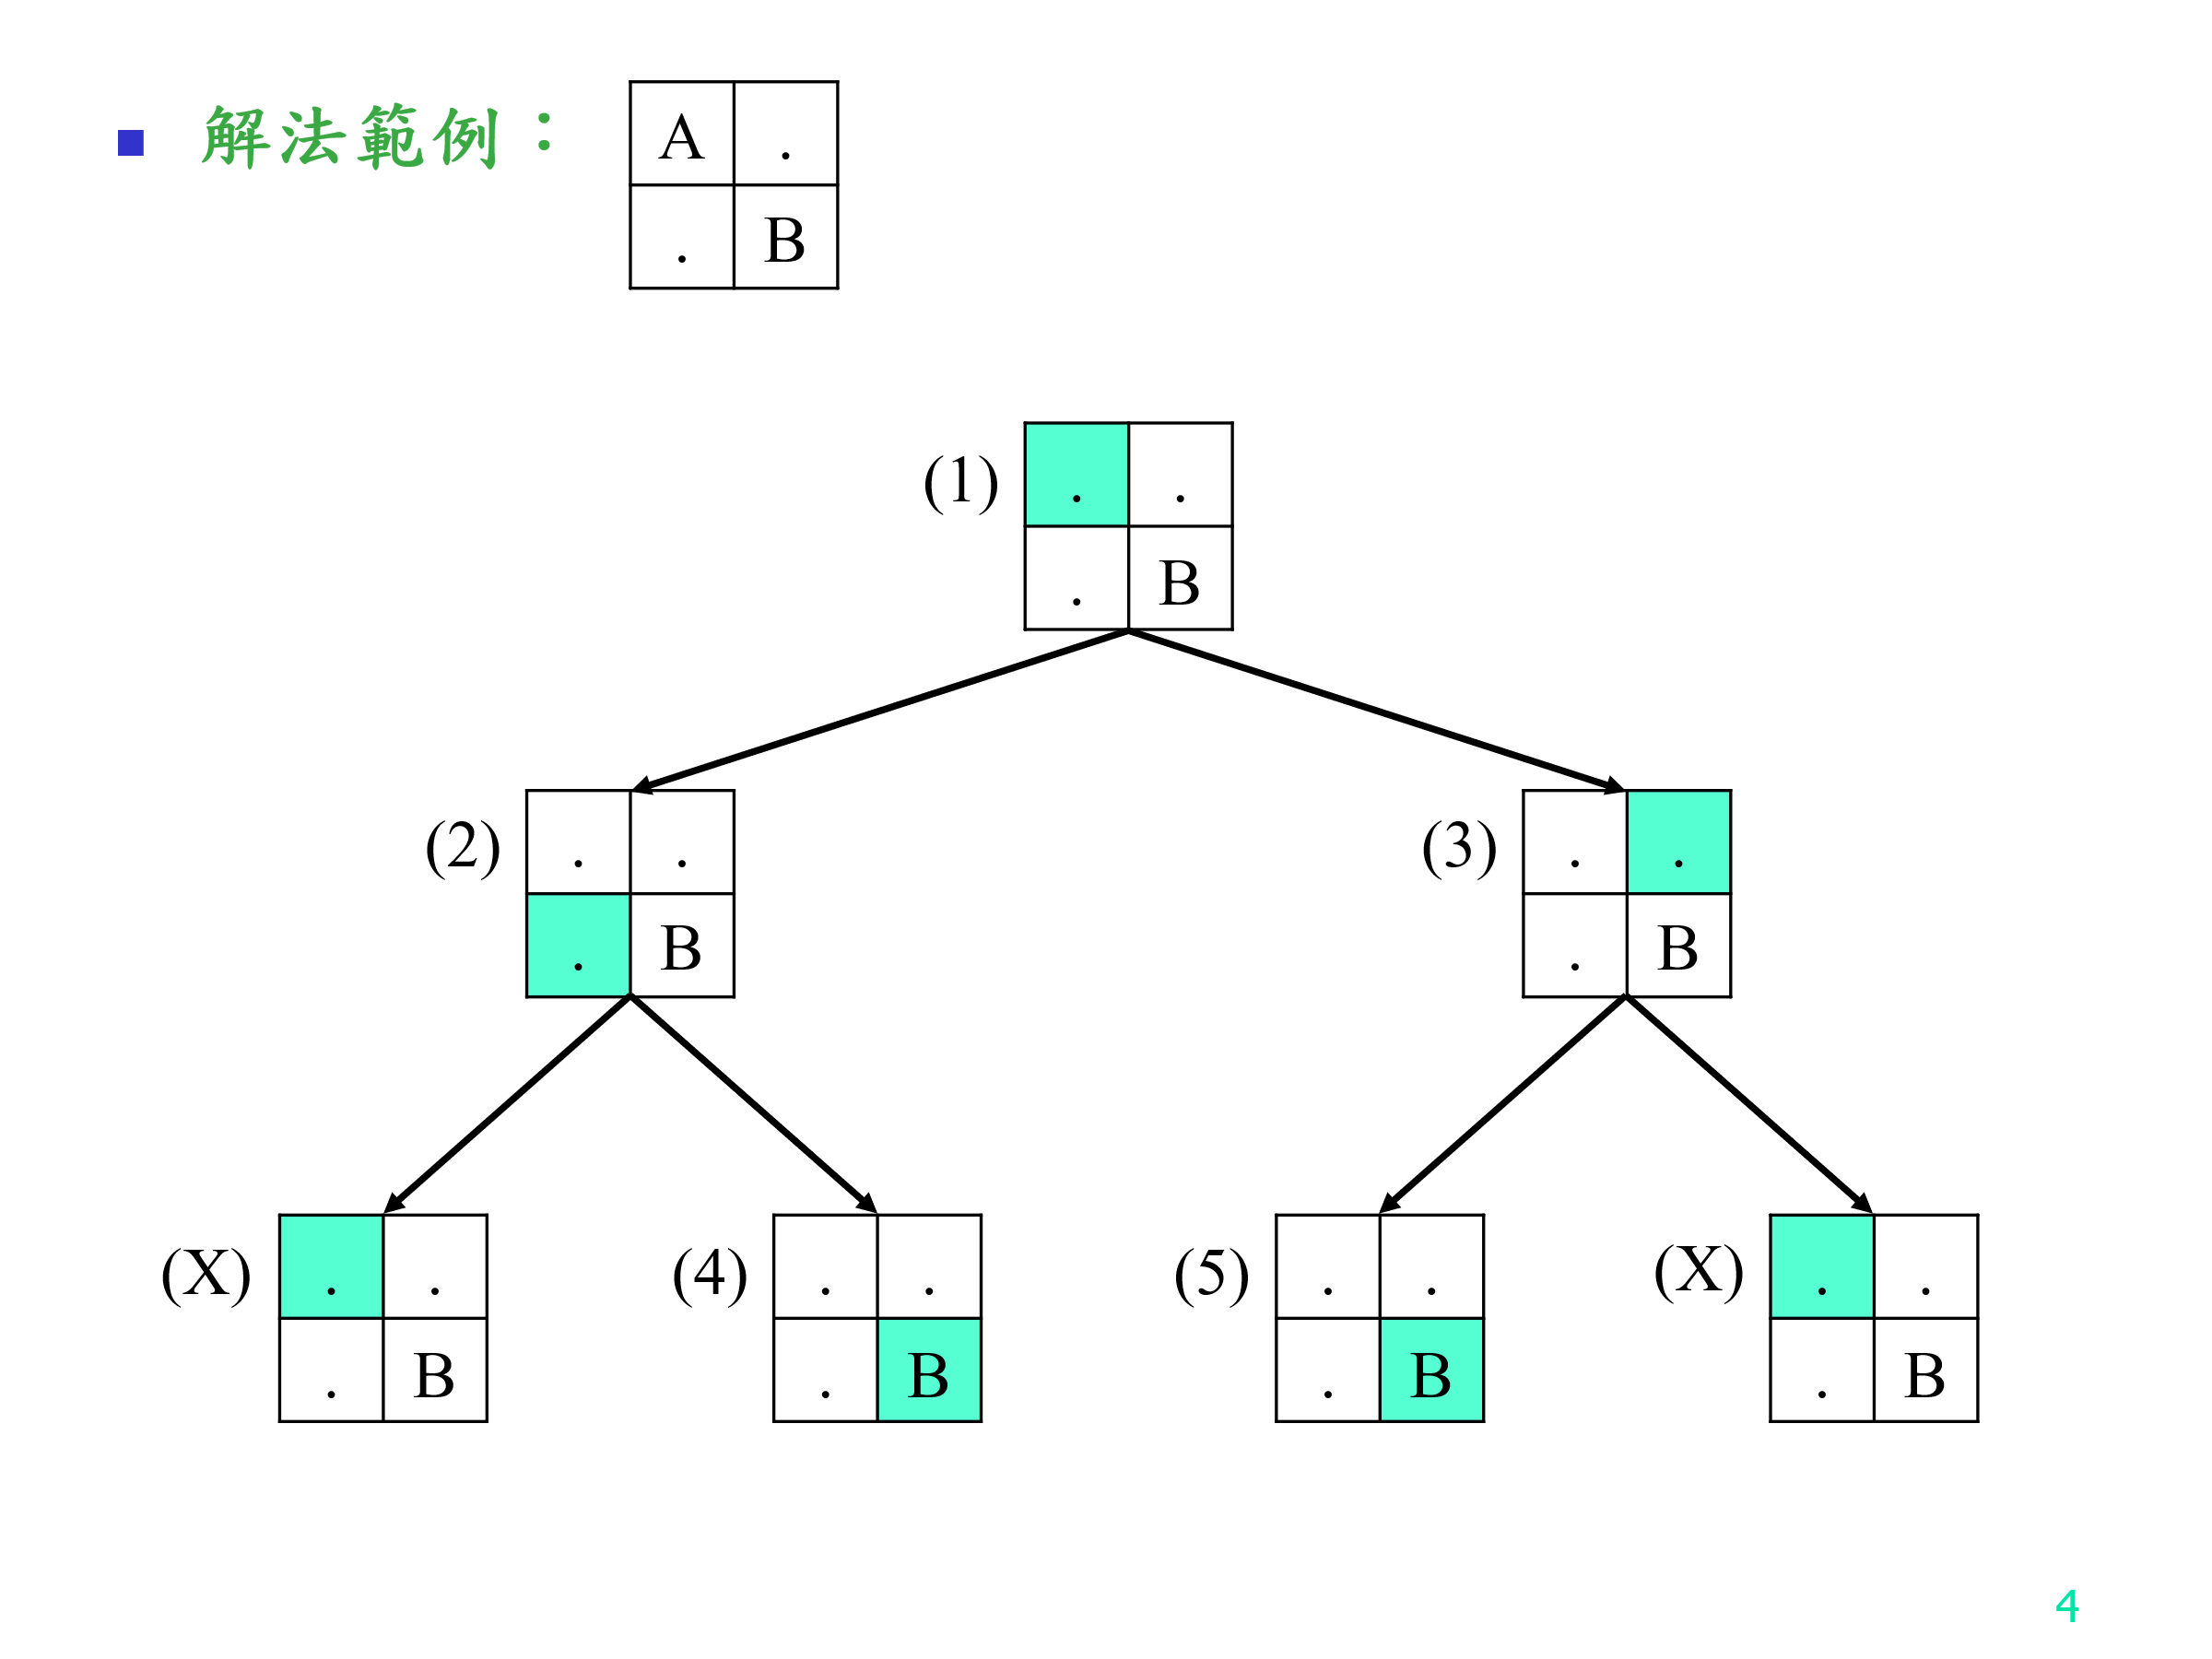 解法範例：
A .
. B
(1) . .
. B
(2) . .
. B
(3) . .
. B
(X) . .
. B
(4) . .
. B
(5) . .
. B
(X) . .
. B
4